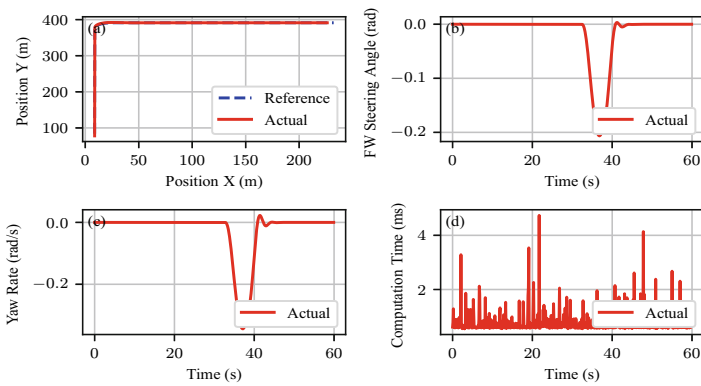 (a)
400
300
200
100
Position Y (m)
Reference
Actual
0
50
100
150
200
Position X (m)
(b)
0.0
−0.1
−0.2
FW Steering Angle (rad)
Actual
0
20
40
60
Time (s)
(c)
0.0
−0.2
Yaw Rate (rad/s)
Actual
0
20
40
60
Time (s)
(d)
4
2
Computation Time (ms)
Actual
0
20
40
60
Time (s)